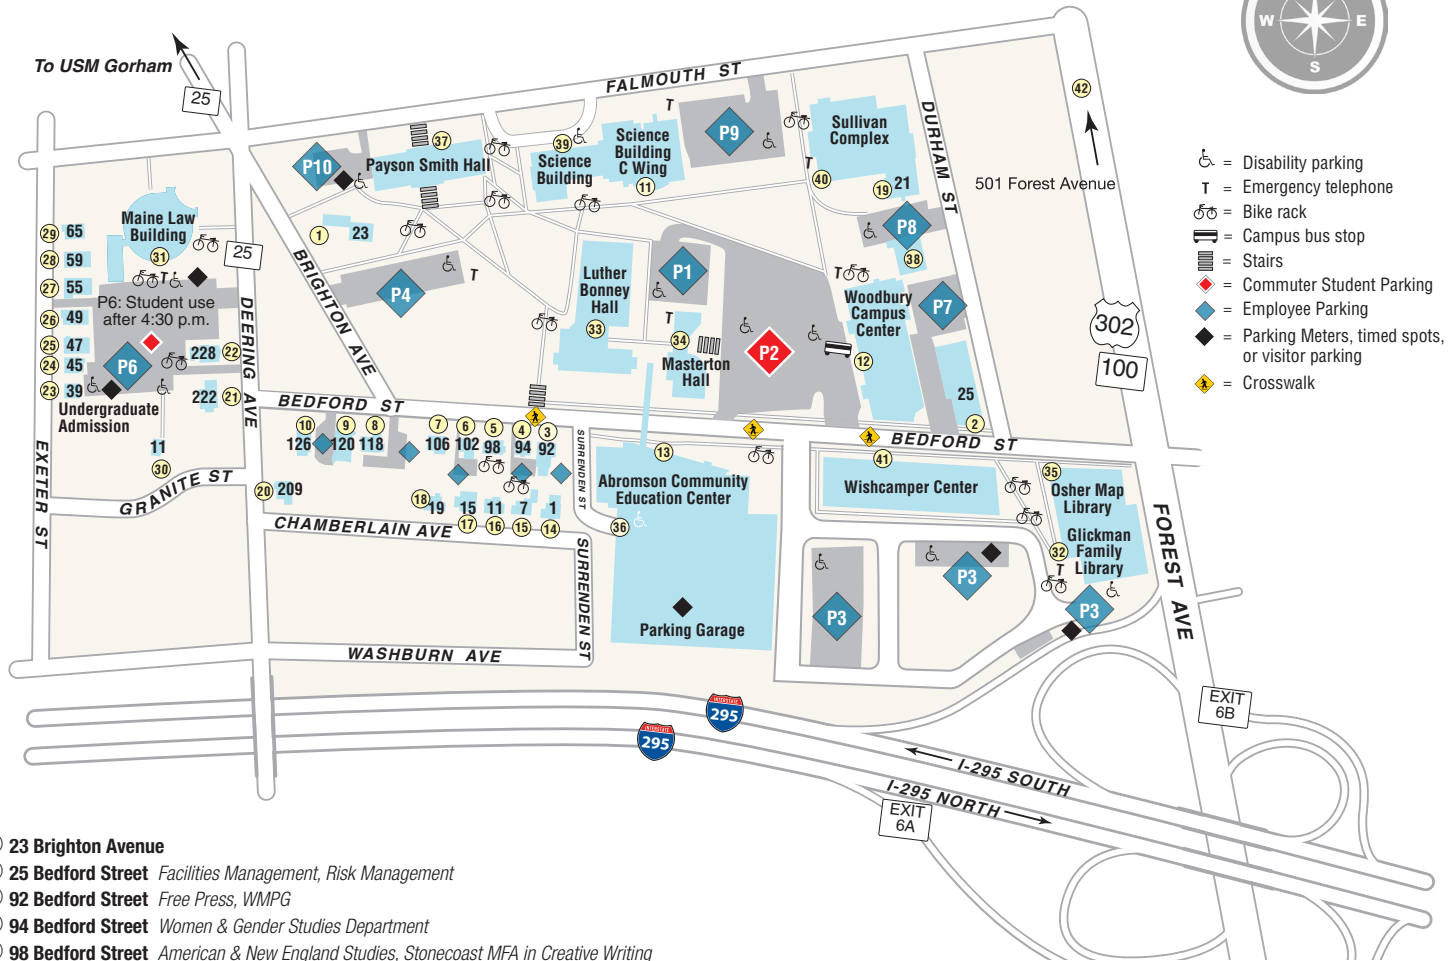 W E
S
To USM Gorham
25
FALMOUTH ST
DURHAM ST
42
501 Forest Avenue
= Disability parking
T = Emergency telephone
= Bike rack
= Campus bus stop
= Stairs
= Commuter Student Parking
= Employee Parking
= Parking Meters, timed spots,
or visitor parking
= Crosswalk
P10
37
Payson Smith Hall
39
Science
Building
Science
Building
C Wing
11
T
P9
Sullivan
Complex
T
40
19 21
P8
38
Maine Law
Building
31
T
25
29 65
28 59
27 55
26 49
25 47
24 45
23 39
P6: Student use
after 4:30 p.m.
P6
228 22
222 21
Undergraduate
Admission
11
30
1 23
BRIGHTON AVE
DEERING AVE
P4
T
Luther
Bonney
Hall
33
P1
T
34
Masterton
Hall
P2
T
Woodbury
Campus
Center
12
P7
25
2
302
100
EXETER ST
GRANITE ST
BEDFORD ST
BEDFORD ST
10 9 8 7 6 5 4 3
126 120 118 106 102 98 94 92
20 209
18 19 15 11 7 1
17 16 15 14
CHAMBERLAIN AVE
SURRENDEN ST
SURRENDEN ST
13
Abromson Community
Education Center
36
Parking Garage
41
Wishcamper Center
35
Osher Map
Library
32
Glickman
Family
Library
T
P3
P3
P3
FOREST AVE
WASHBURN AVE
INTERSTATE
295
INTERSTATE
295
I-295 SOUTH
I-295 NORTH
EXIT
6B
EXIT
6A
23 Brighton Avenue
25 Bedford Street Facilities Management, Risk Management
92 Bedford Street Free Press, WMPG
94 Bedford Street Women & Gender Studies Department
98 Bedford Street American & New England Studies, Stonecoast MFA in Creative Writing